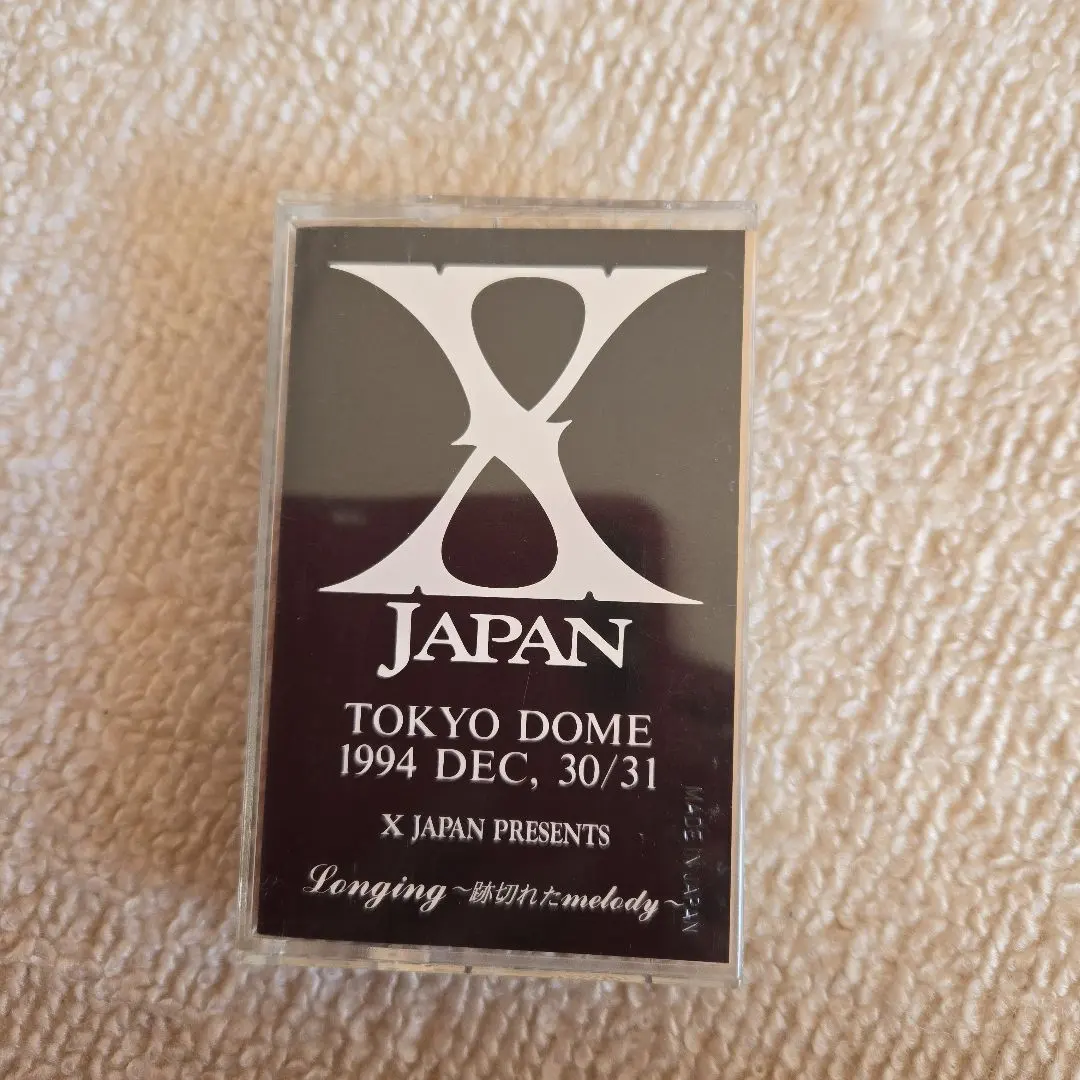 X
JAPAN
TOKYO DOME
1994 DEC, 30/31
X JAPAN PRESENTS
Longing ~跡切れたmelody~
MADE IN JAPAN